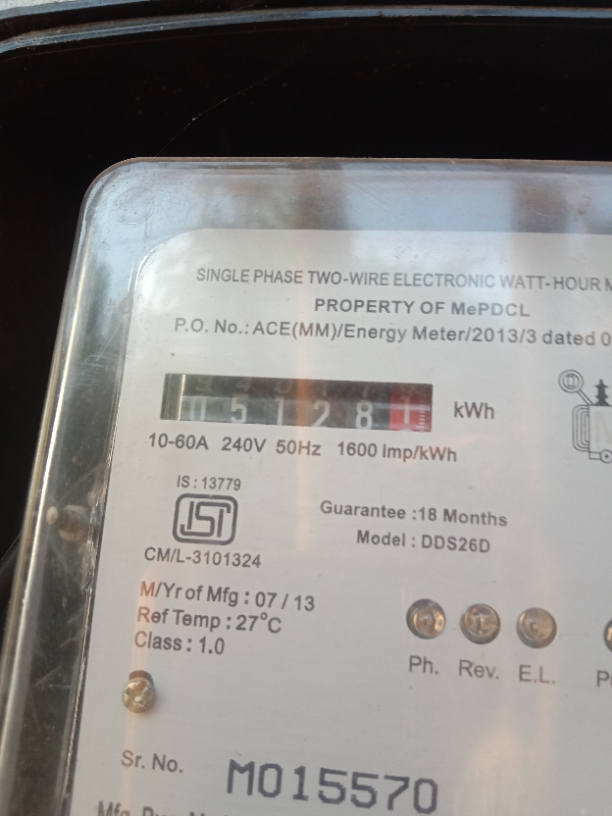 SINGLE PHASE TWO-WIRE ELECTRONIC WATT-HOUR
PROPERTY OF MePDCL
P.O. No.: ACE(MM)/Energy Meter/2013/3 dated
051281 kWh
10-60A 240V 50Hz 1600 Imp/kWh
IS : 13779
ISI
CM/L-3101324
Guarantee :18 Months
Model : DDS26D
M/Yr of Mfg : 07 / 13
Ref Temp : 27°C
Class : 1.0
Ph. Rev. E.L.
Sr. No. M015570